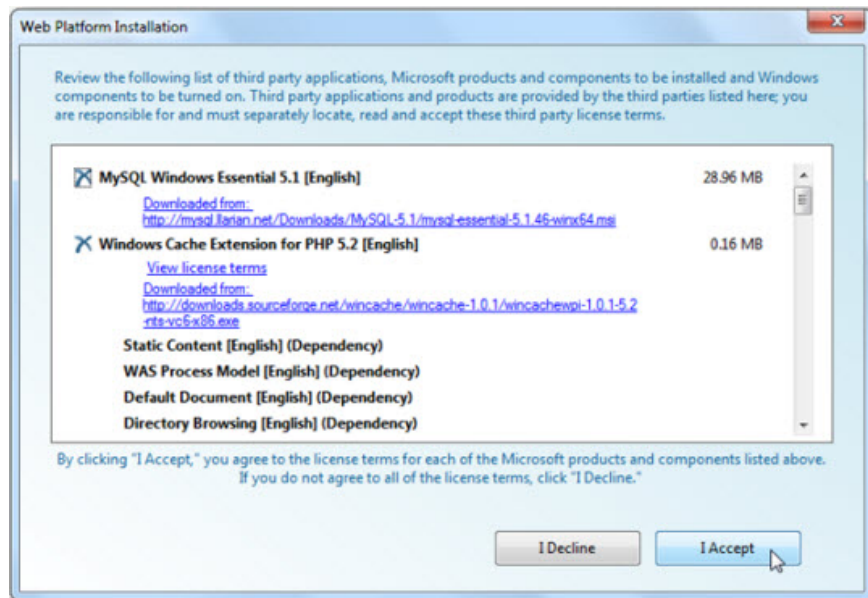 Web Platform Installation
Review the following list of third party applications, Microsoft products and components to be installed and Windows
components to be turned on. Third party applications and products are provided by the third parties listed here; you
are responsible for and must separately locate, read and accept these third party license terms.
MySQL Windows Essential 5.1 [English] 28.96 MB
Downloaded from:
http://mysql.llarian.net/Downloads/MySQL-5.1/mysql-essential-5.1.46-winx64.msi
Windows Cache Extension for PHP 5.2 [English] 0.16 MB
View license terms
Downloaded from:
http://downloads.sourceforge.net/wincache/wincache-1.0.1/wincachewpi-1.0.1-5.2
-nts-vc6-x86.exe
Static Content [English] (Dependency)
WAS Process Model [English] (Dependency)
Default Document [English] (Dependency)
Directory Browsing [English] (Dependency)
By clicking "I Accept," you agree to the license terms for each of the Microsoft products and components listed above.
If you do not agree to all of the license terms, click "I Decline."
I Decline I Accept